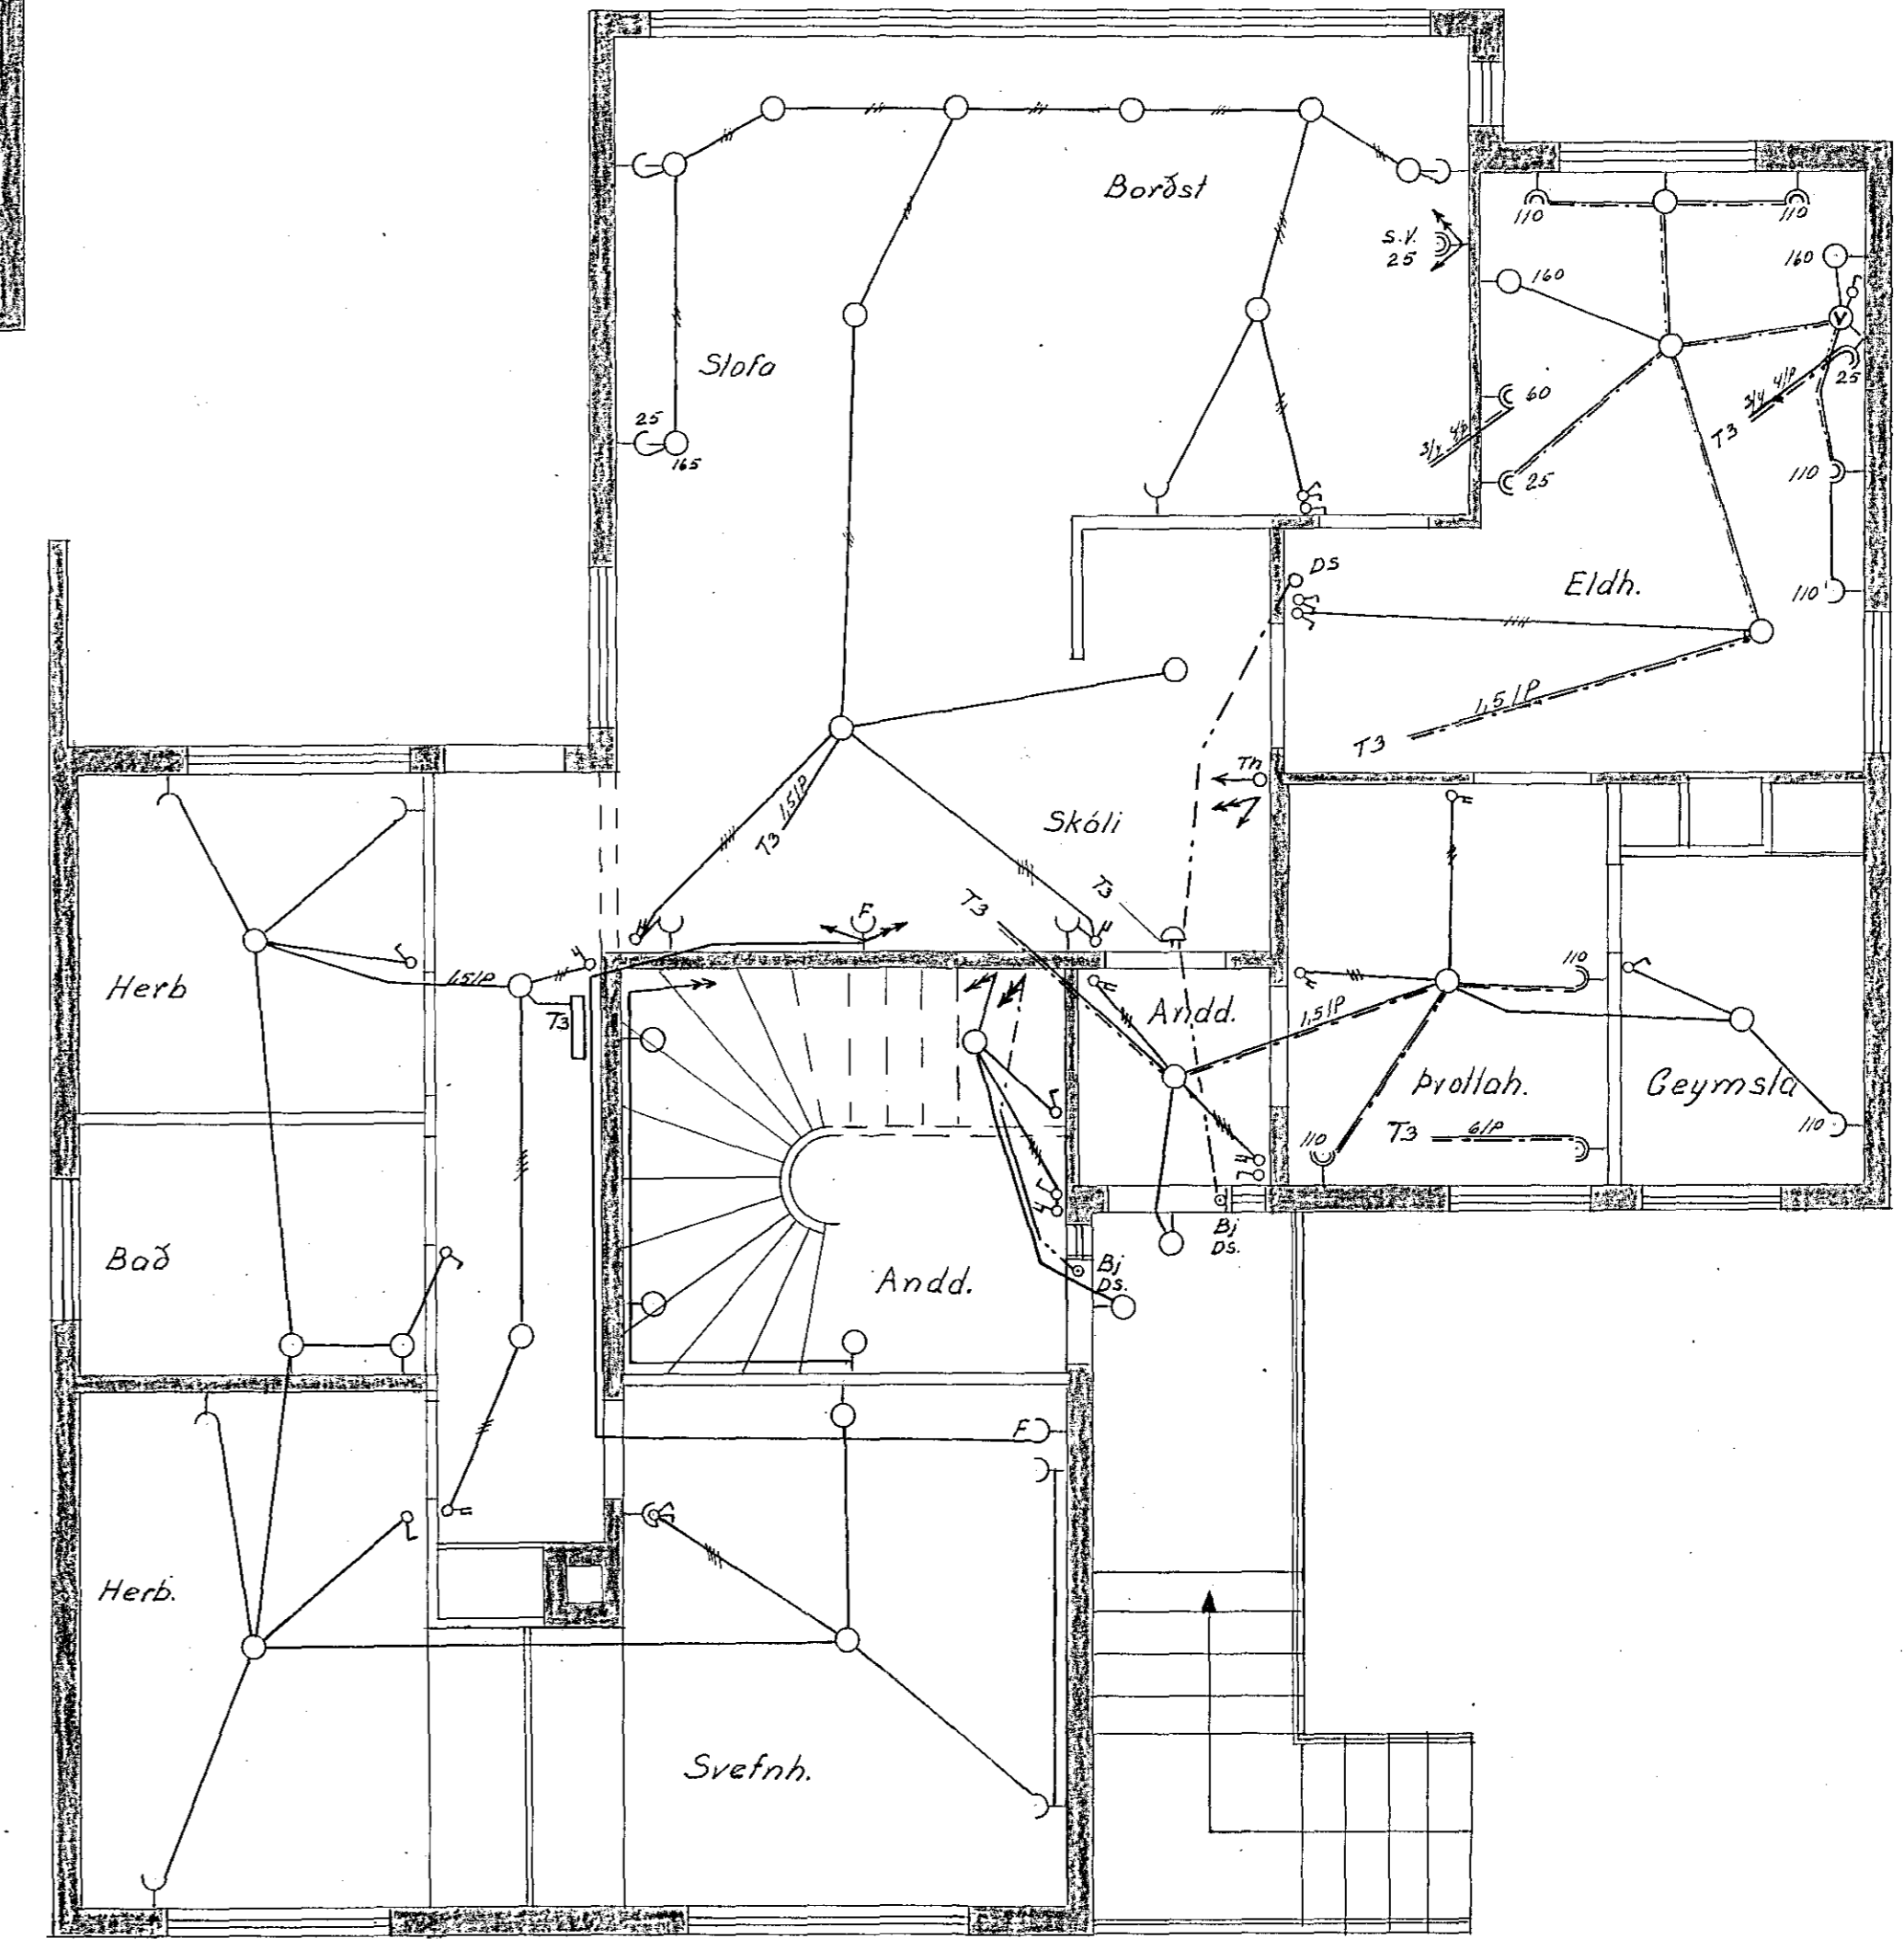 Borðst
110
110
S.V.
25
160
160
Stofa
3/4 4/P
25
25
165
60
3/4 4/P
T3
110
25
DS
Eldh.
110
1,5/P
T3
Th
1,5/P
T3
Skóli
T3
T3
F
Herb
1,5/P
T3
Andd.
110
1,5/P
Þvottah.
Geymsla
110
T3
6/P
110
Bað
Bj
DS.
Andd.
Bj
DS.
F
Herb.
Svefnh.